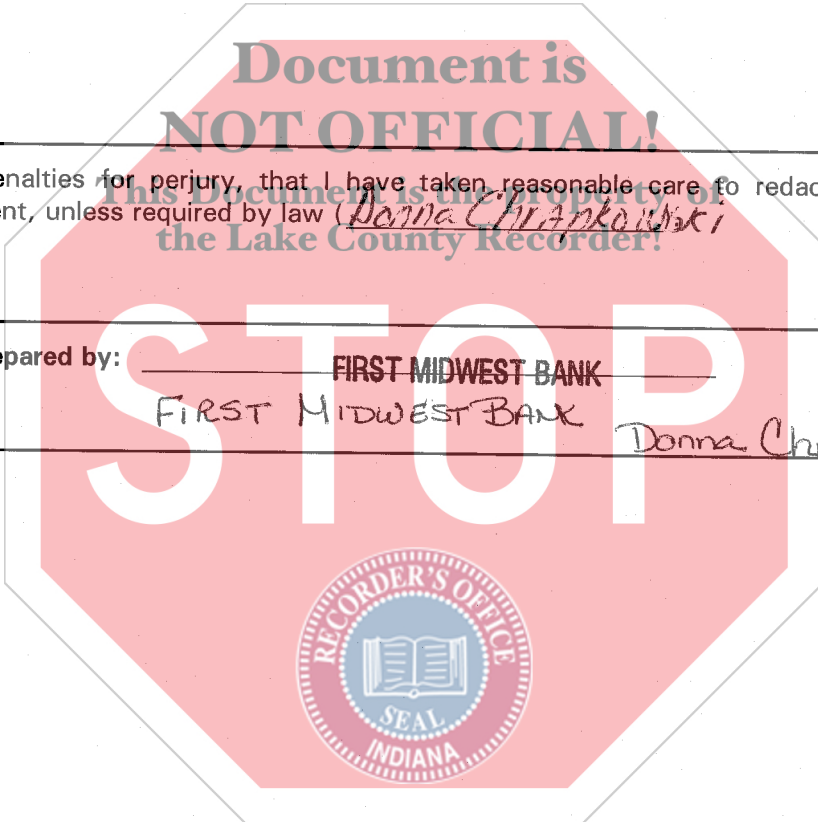 Document is
NOT OFFICIAL!
enalties for perjury, that I have taken reasonable care to redac
This Document is the property of
ent, unless required by law (Donna Chrapkowski
the Lake County Recorder!
epared by: FIRST MIDWEST BANK
FIRST MIDWEST BANK
Donna Ch
STOP
RECORDER'S OFFICE
SEAL
INDIANA